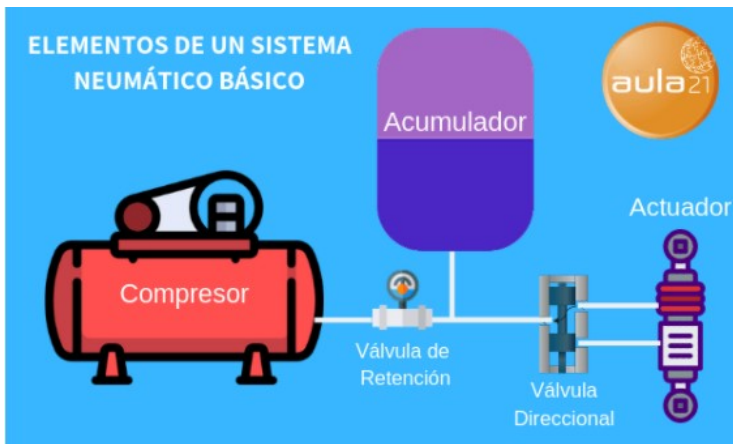 ELEMENTOS DE UN SISTEMA
NEUMÁTICO BÁSICO
aula21
Acumulador
Actuador
Compresor
Válvula de
Retención
Válvula
Direccional